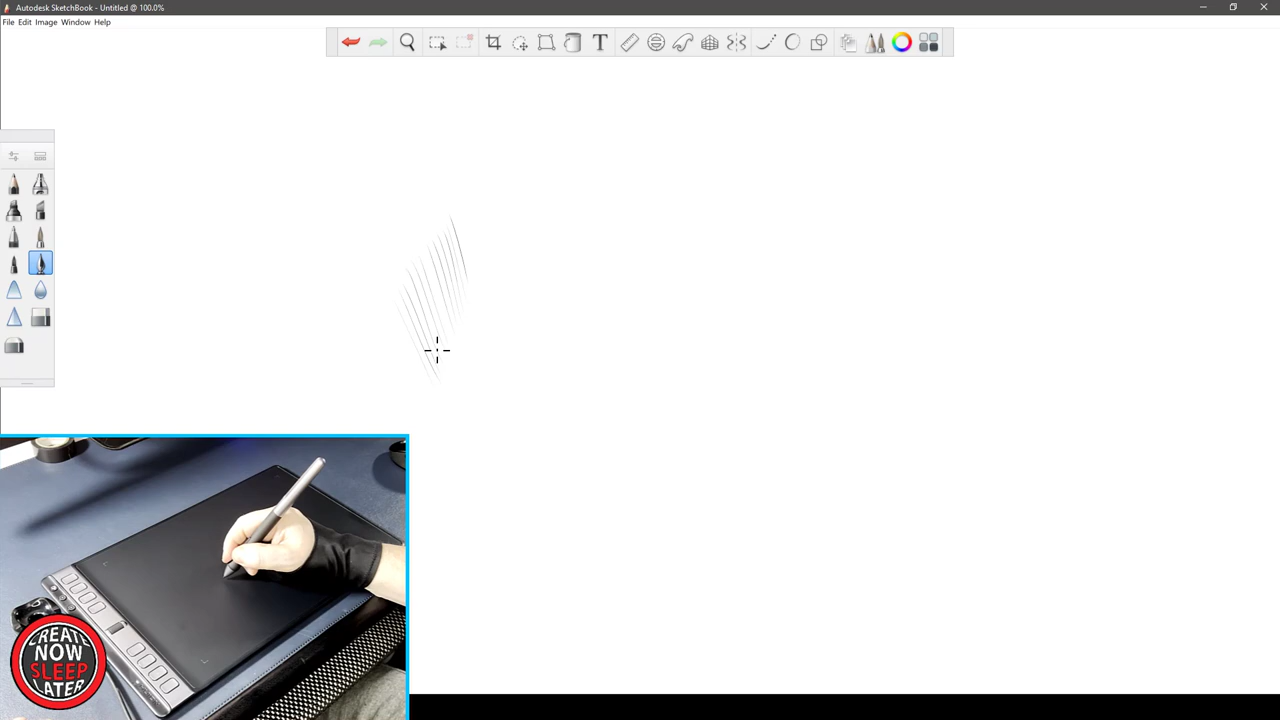 Autodesk SketchBook - Untitled @ 100.0%
File Edit Image Window Help
T
CREATE
NOW
SLEEP
LATER